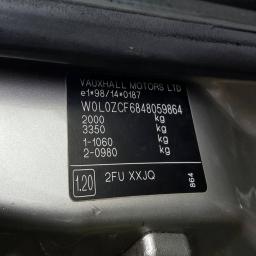 VAUXHALL MOTORS LTD
e1*98/14*0187
W0L0ZCF6848059864
2000 kg
3350 kg
1-1060 kg
2-0980 kg
1.20 2FU XXJQ 864